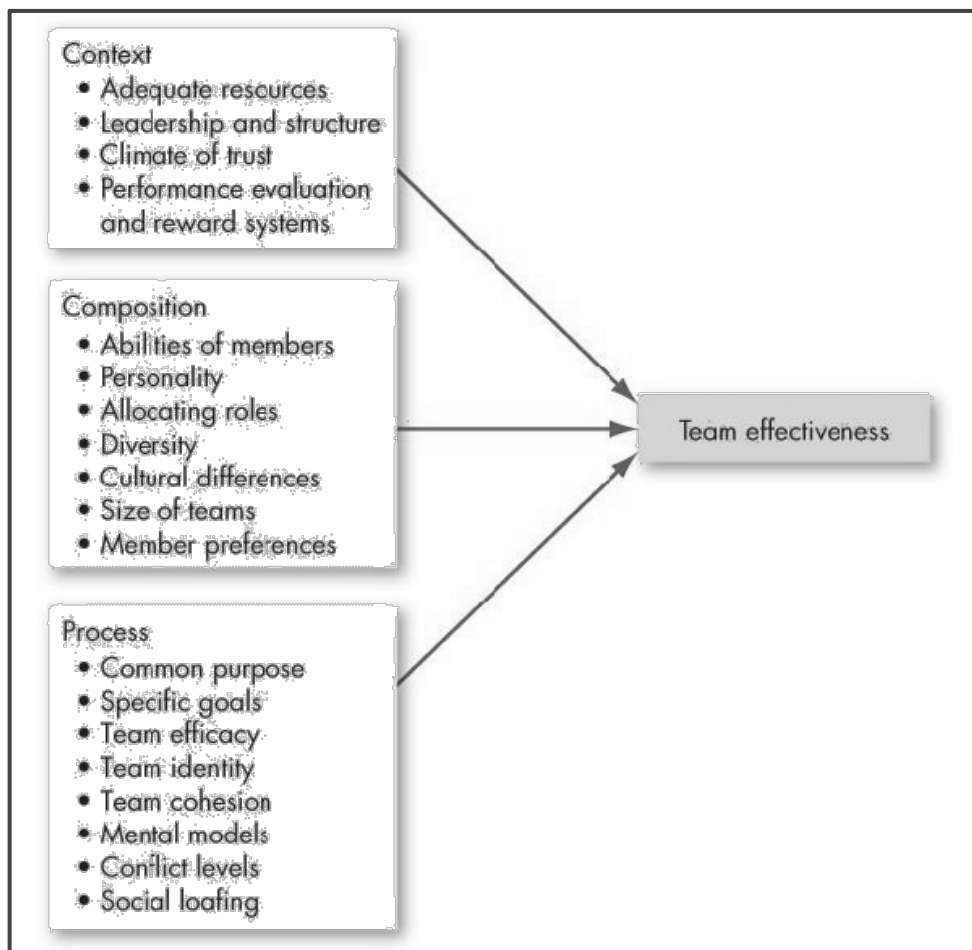 Context
• Adequate resources
• Leadership and structure
• Climate of trust
• Performance evaluation
and reward systems
Composition
• Abilities of members
• Personality
• Allocating roles
• Diversity
• Cultural differences
• Size of teams
• Member preferences
Team effectiveness
Process
• Common purpose
• Specific goals
• Team efficacy
• Team identity
• Team cohesion
• Mental models
• Conflict levels
• Social loafing